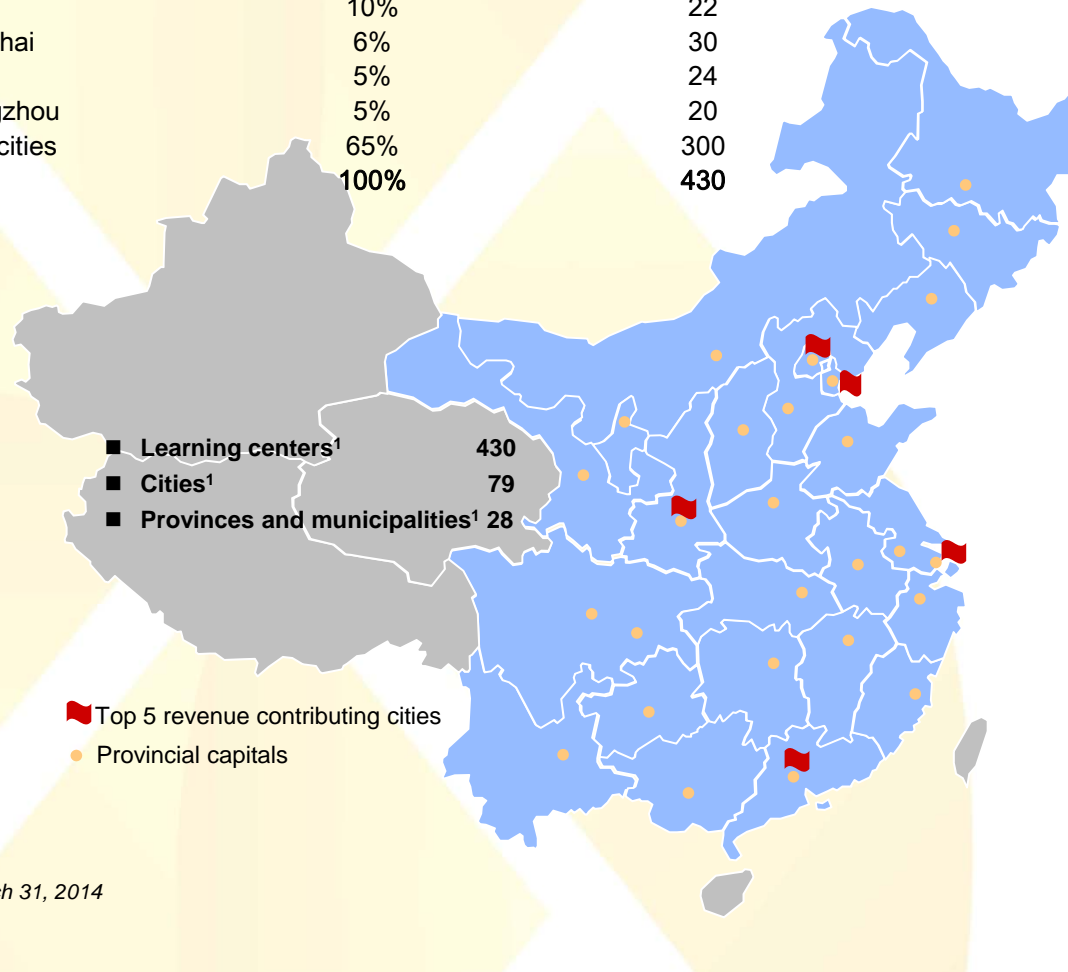 10% 22
hai 6% 30
5% 24
gzhou 5% 20
cities 65% 300
100% 430
■ Learning centers¹ 430
■ Cities¹ 79
■ Provinces and municipalities¹ 28
Top 5 revenue contributing cities
Provincial capitals
ch 31, 2014